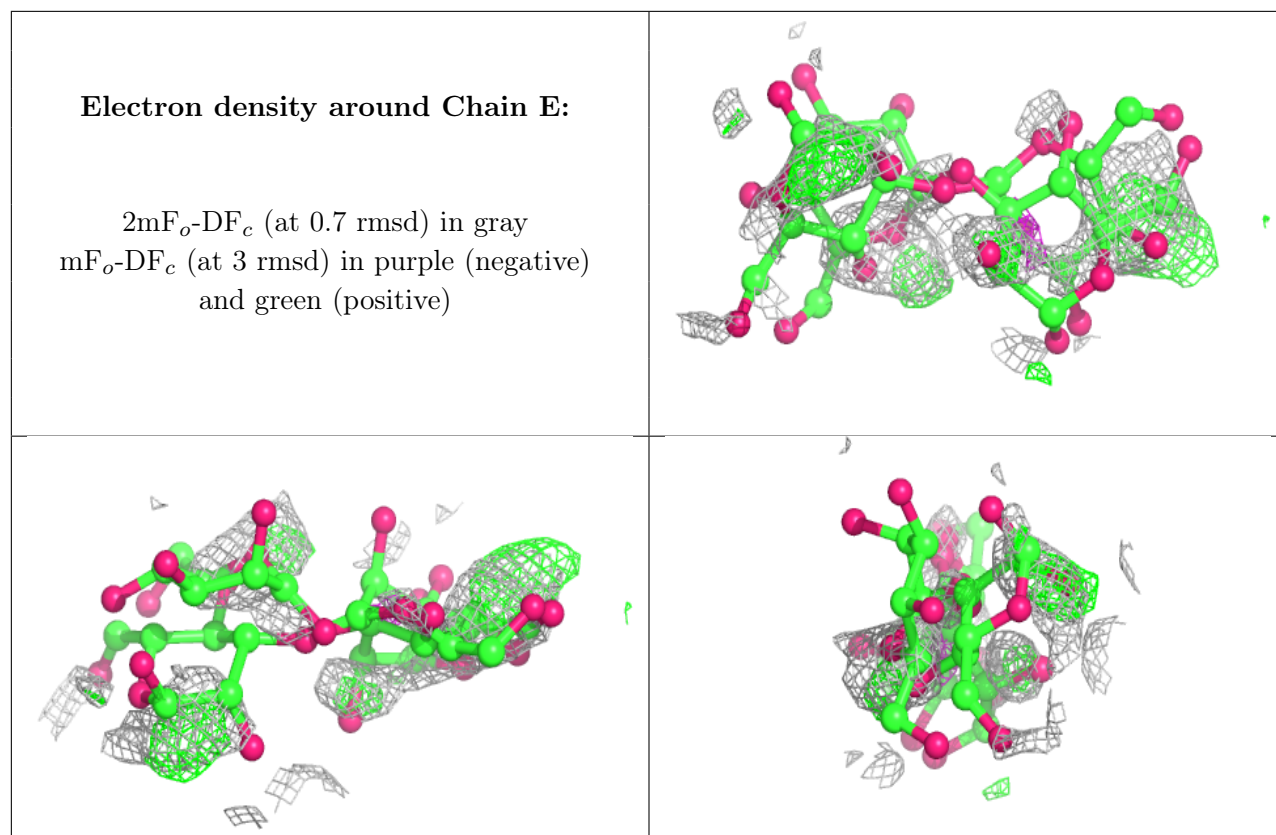 Electron density around Chain E:
2mFₒ-DF𝒸 (at 0.7 rmsd) in gray
mFₒ-DF𝒸 (at 3 rmsd) in purple (negative)
and green (positive)